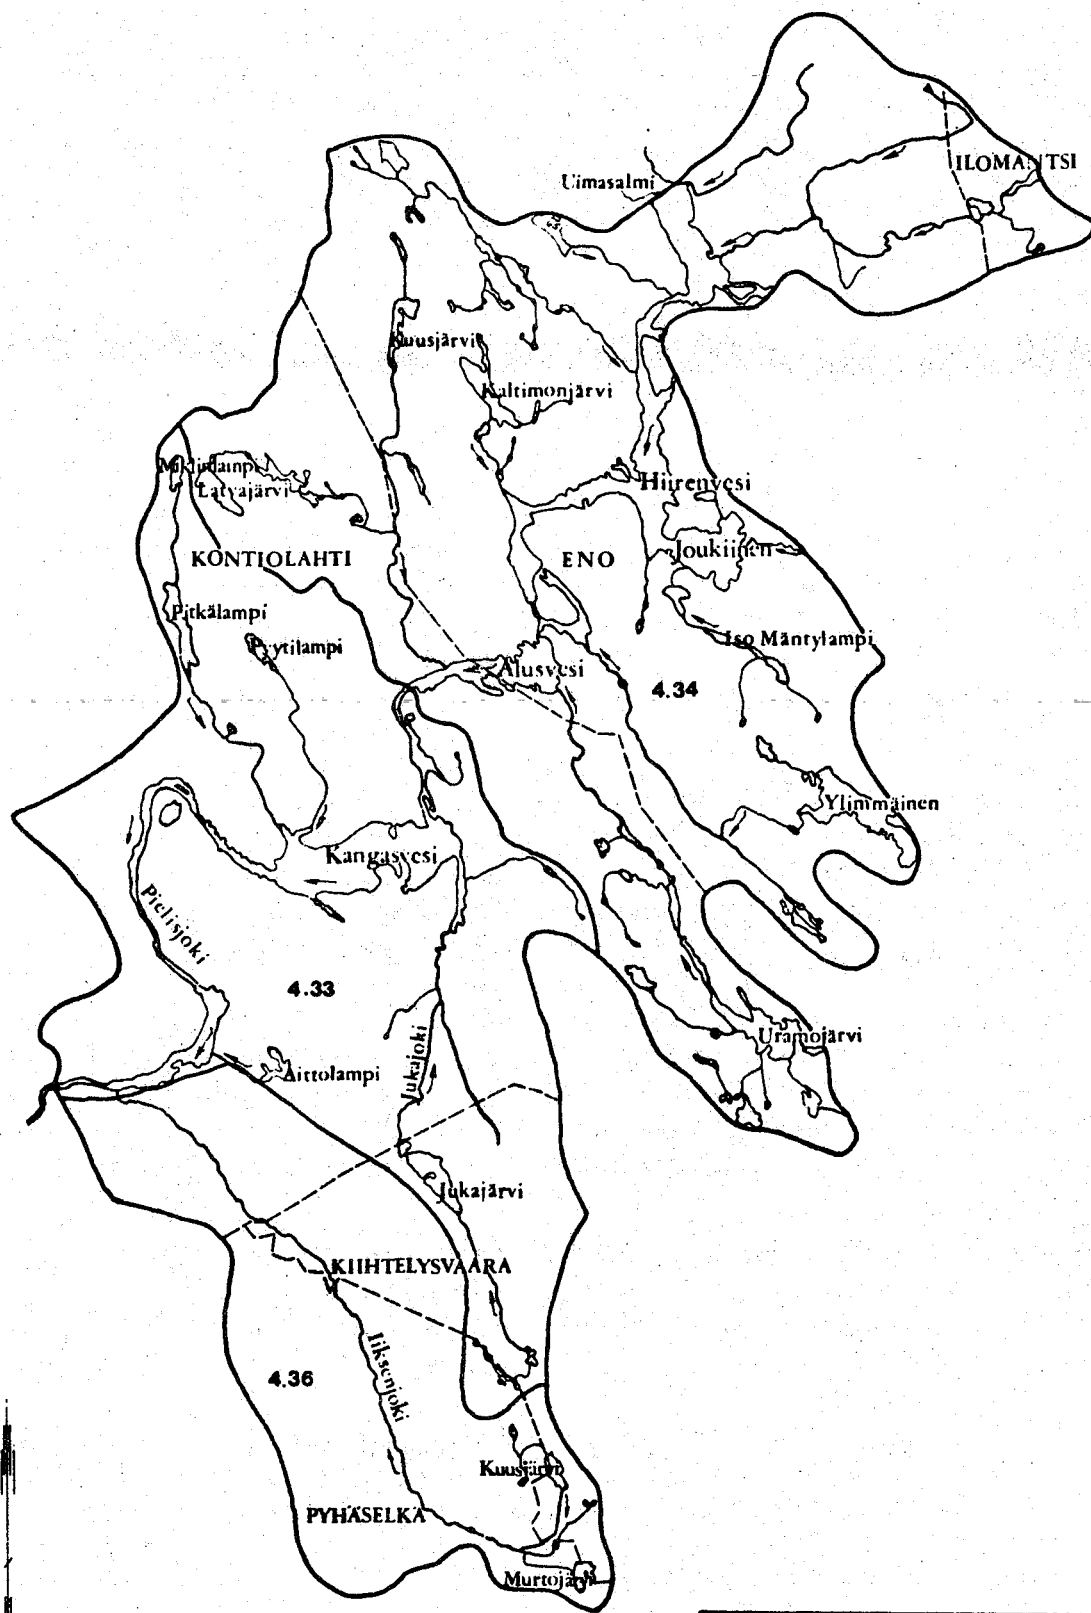 Uimasalmi
ILOMANTSI
Kuusjärvi
Kaltimonjärvi
Latvajärvi
Hiirenvesi
KONTIOLAHTI
ENO
Joukiinen
Pitkälampi
Pyytilampi
Iso Mäntylampi
Alusvesi
4.34
Ylimmäinen
Kangasvesi
Pielisjoki
4.33
Uramojärvi
Jukajoki
Aittolampi
Jukajärvi
KIIHTELYSVAARA
Iiksenjoki
4.36
Kuusjärvi
PYHÄSELKÄ
Murtojärvi